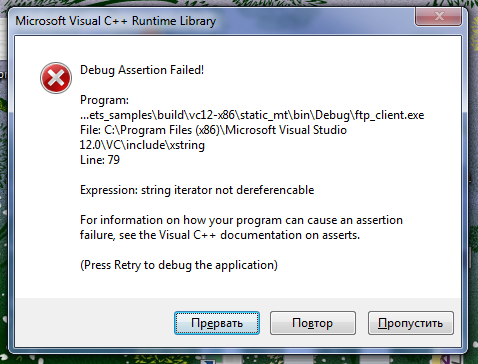 Microsoft Visual C++ Runtime Library
Debug Assertion Failed!
Program:
...ets_samples\build\vc12-x86\static_mt\bin\Debug\ftp_client.exe
File: C:\Program Files (x86)\Microsoft Visual Studio
12.0\VC\include\xstring
Line: 79
Expression: string iterator not dereferencable
For information on how your program can cause an assertion
failure, see the Visual C++ documentation on asserts.
(Press Retry to debug the application)
Прервать Повтор Пропустить